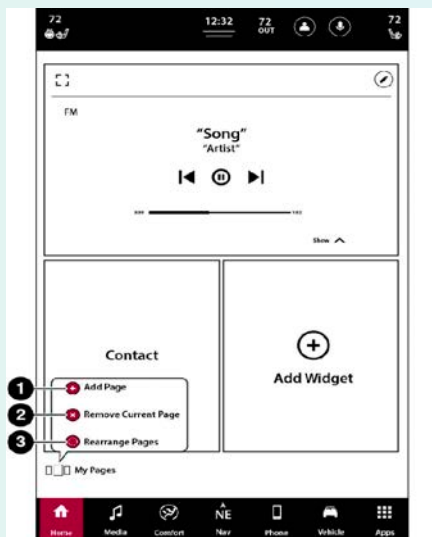 72 12:32 72 OUT 72
FM
"Song"
"Artist"
Show
Contact
Add Widget
1 Add Page
2 Remove Current Page
3 Rearrange Pages
My Pages
NE
Home Media Comfort Nav Phone Vehicle Apps